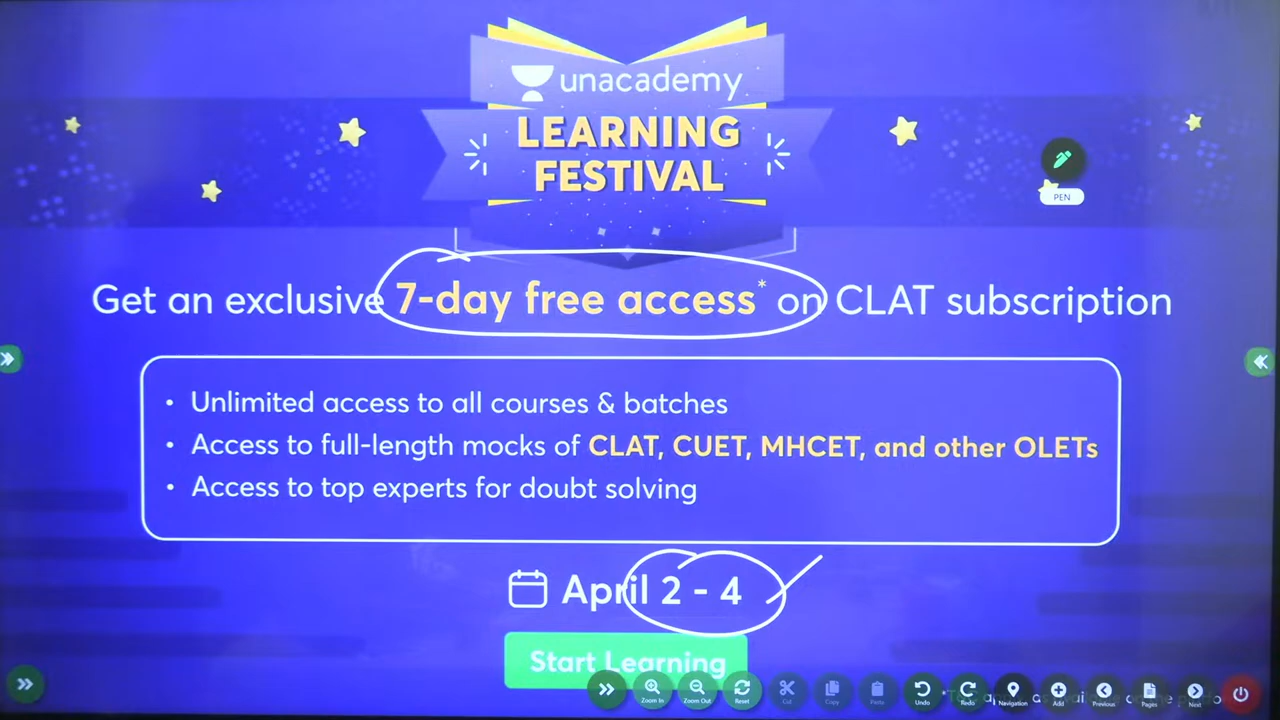 unacademy
LEARNING
FESTIVAL
PEN
Get an exclusive 7-day free access* on CLAT subscription
• Unlimited access to all courses & batches
• Access to full-length mocks of CLAT, CUET, MHCET, and other OLETs
• Access to top experts for doubt solving
April 2 - 4
Start Learning
Zoom In Zoom Out Reset Cut Copy Paste Undo Redo Navigation Add Previous Pages Next